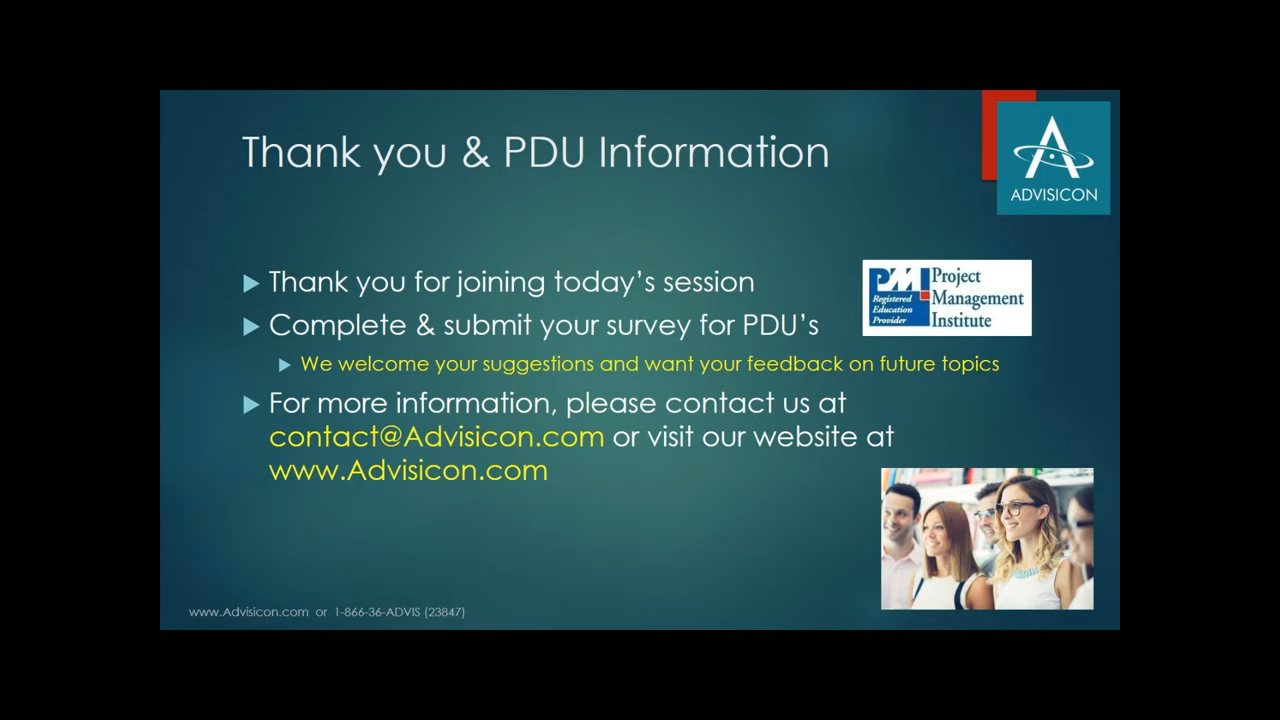 Thank you & PDU Information
ADVISICON
Thank you for joining today's session
Complete & submit your survey for PDU's
We welcome your suggestions and want your feedback on future topics
For more information, please contact us at
contact@Advisicon.com or visit our website at
www.Advisicon.com
PMI
Registered
Education
Provider
Project
Management
Institute
www.Advisicon.com or 1-866-36-ADVIS (23847)